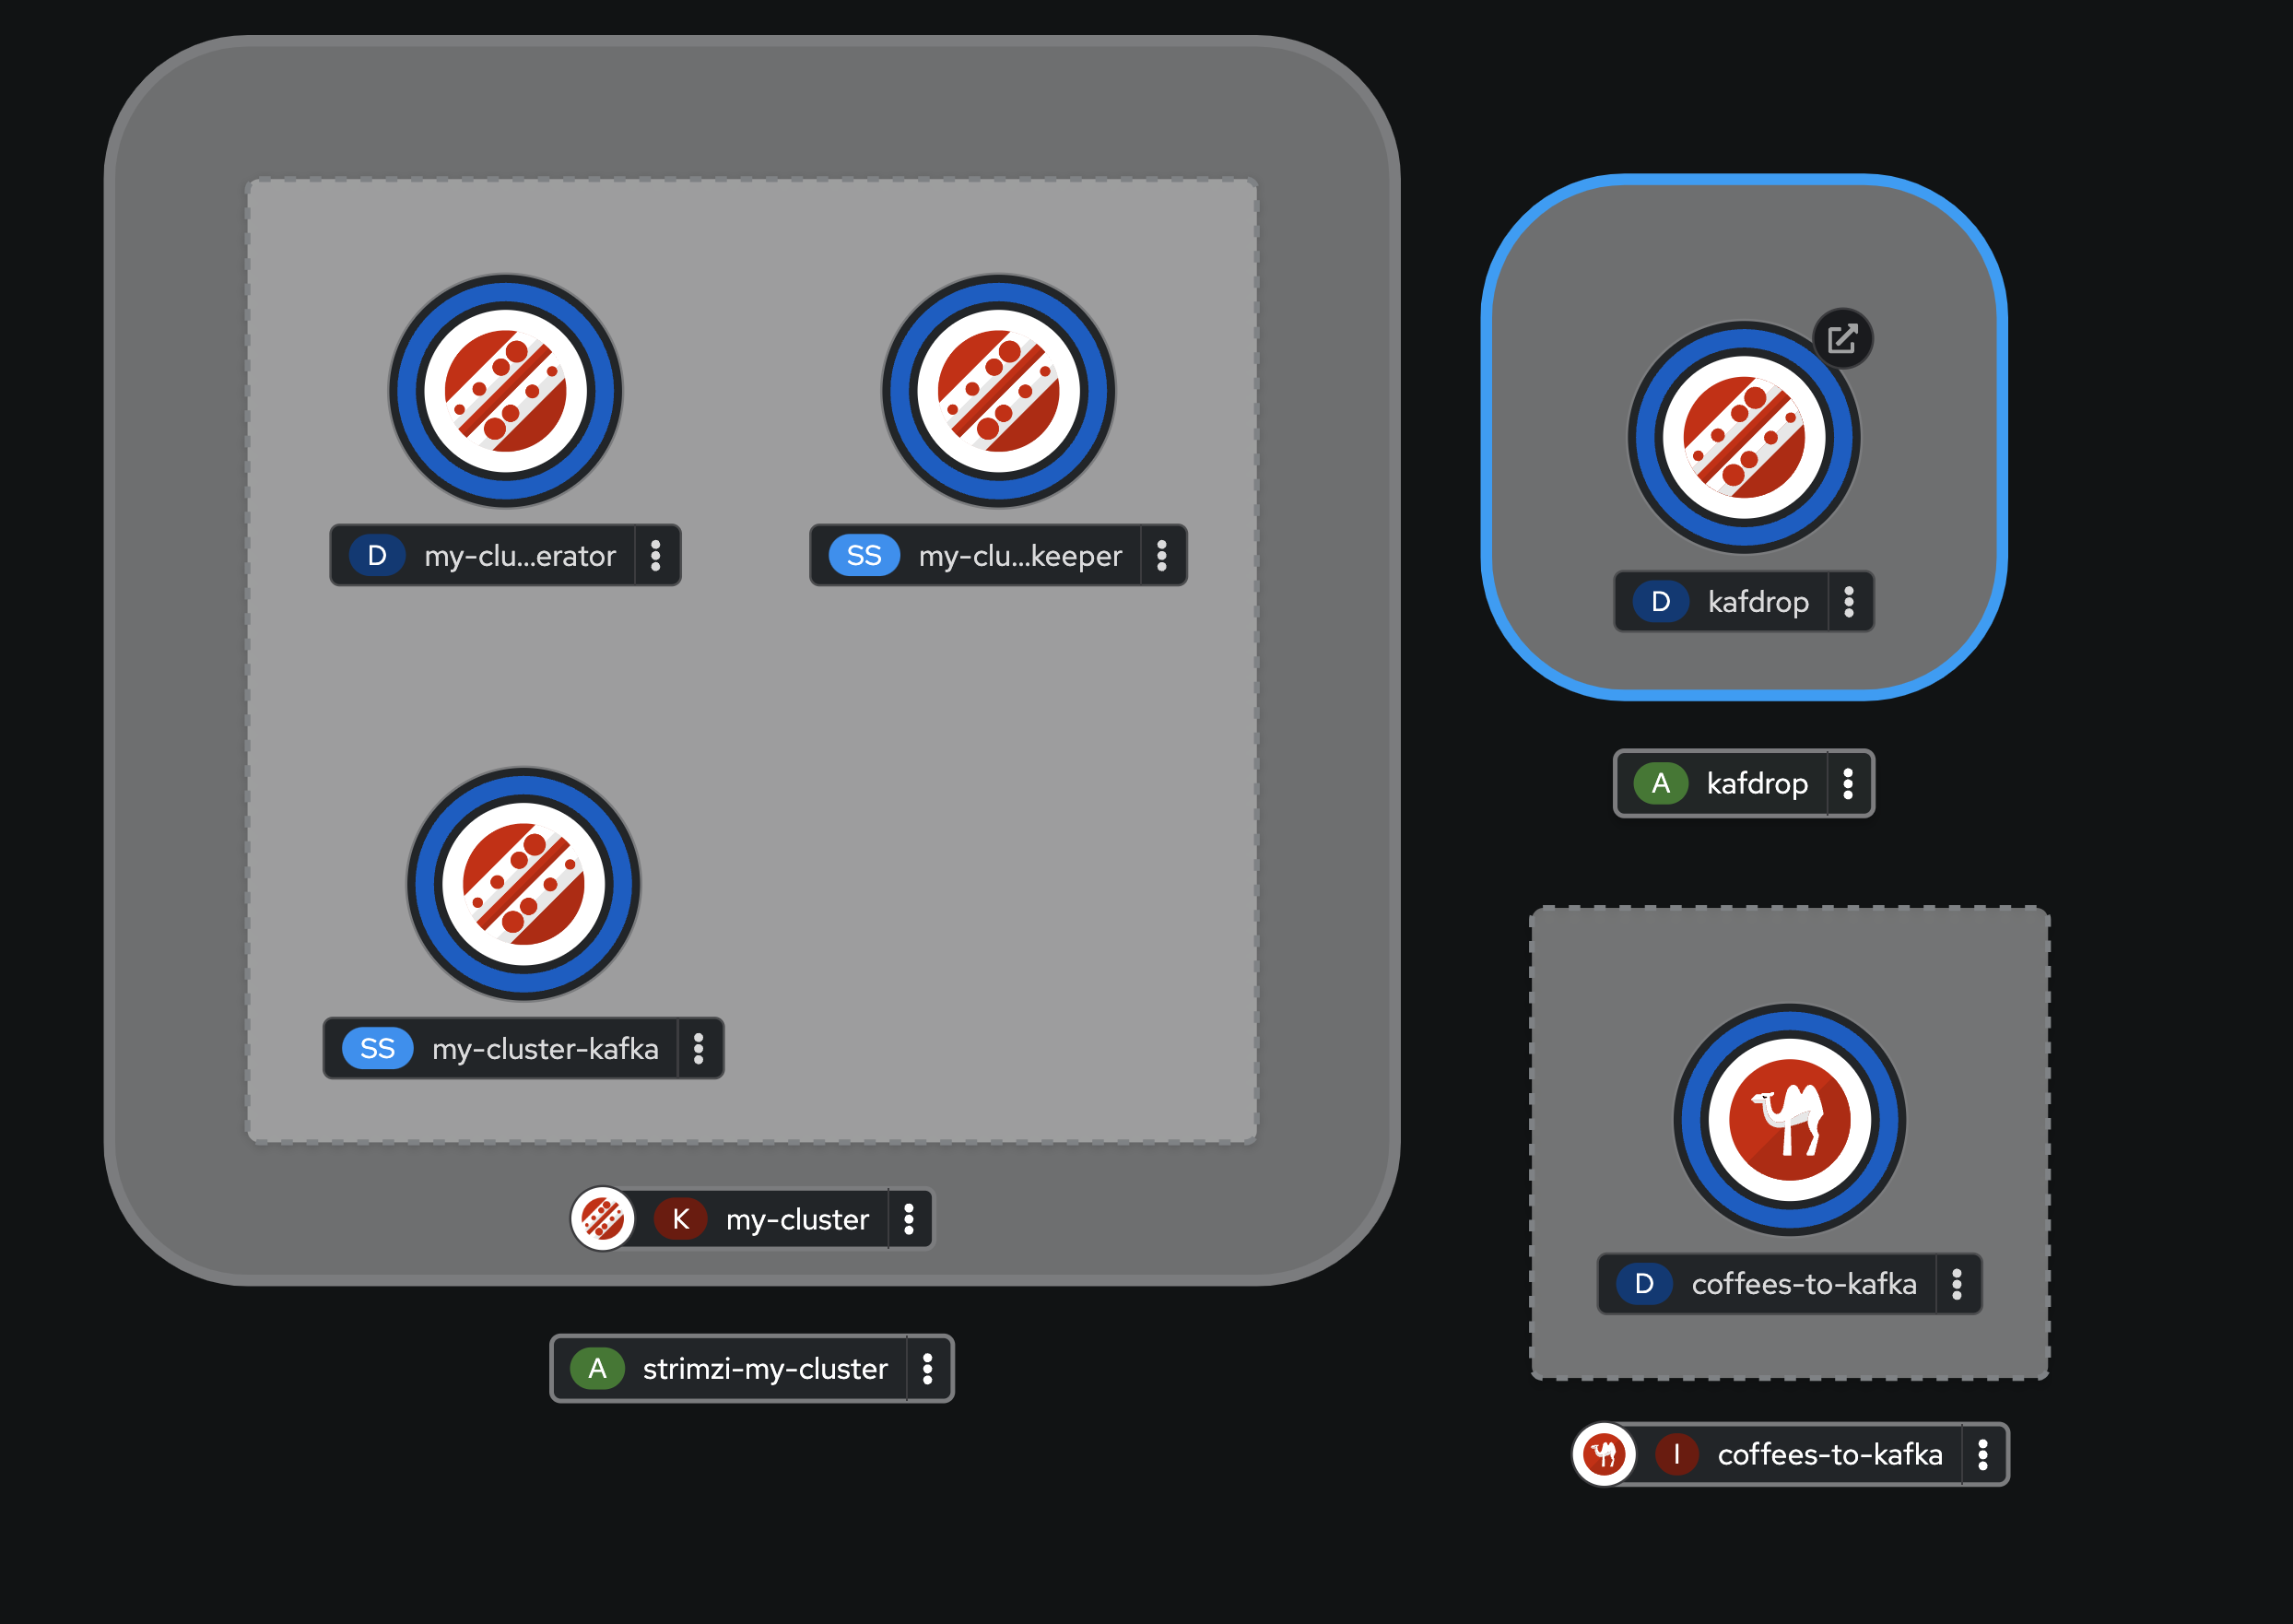 D my-clu...erator
SS my-clu...keeper
SS my-cluster-kafka
K my-cluster
A strimzi-my-cluster
D kafdrop
A kafdrop
D coffees-to-kafka
I coffees-to-kafka